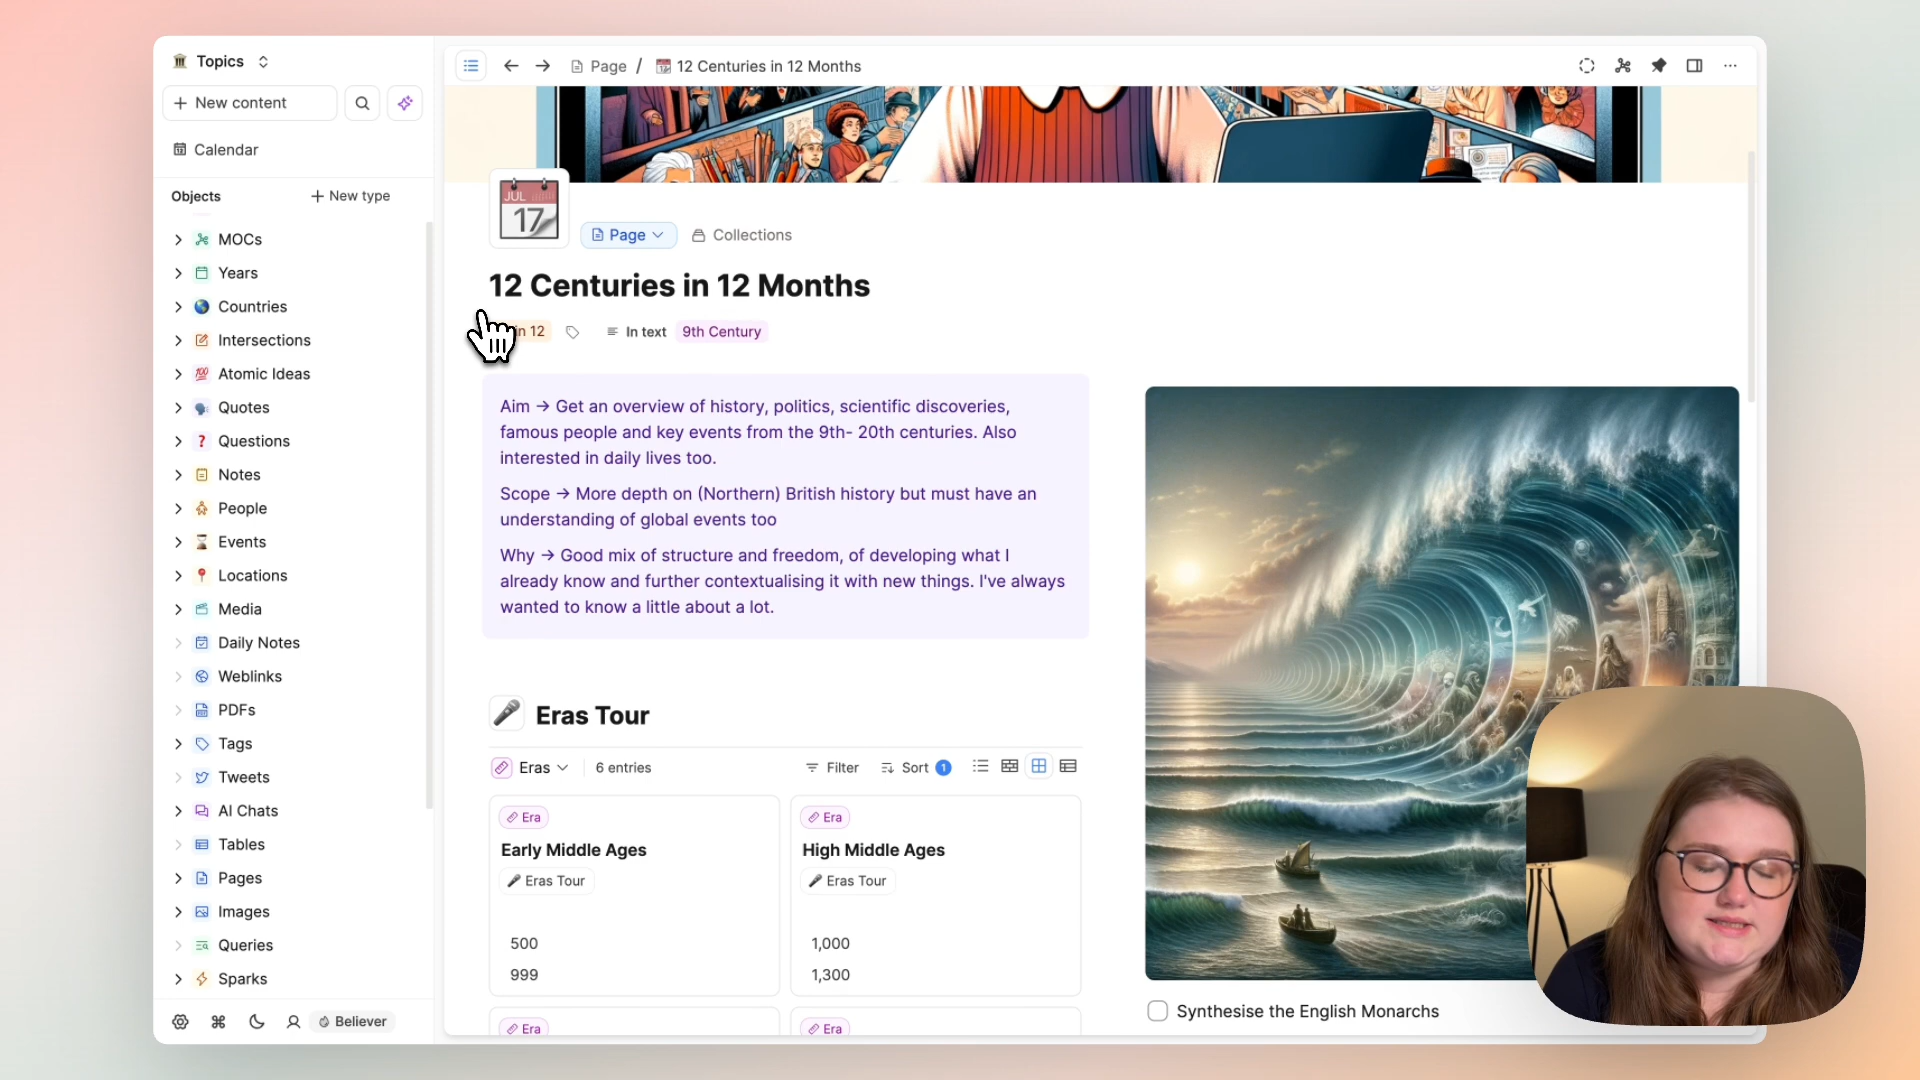 Topics
New content
Calendar
Objects
New type
MOCs
Years
Countries
Intersections
Atomic Ideas
Quotes
Questions
Notes
People
Events
Locations
Media
Daily Notes
Weblinks
PDFs
Tags
Tweets
AI Chats
Tables
Pages
Images
Queries
Sparks
Believer
Page / 12 Centuries in 12 Months
JUL
17
Page
Collections
12 Centuries in 12 Months
in 12
In text 9th Century
Aim → Get an overview of history, politics, scientific discoveries,
famous people and key events from the 9th- 20th centuries. Also
interested in daily lives too.
Scope → More depth on (Northern) British history but must have an
understanding of global events too
Why → Good mix of structure and freedom, of developing what I
already know and further contextualising it with new things. I've always
wanted to know a little about a lot.
Eras Tour
Eras 6 entries Filter Sort 1
Era
Early Middle Ages
Eras Tour
500
999
Era
High Middle Ages
Eras Tour
1,000
1,300
Era
Era
Synthesise the English Monarchs